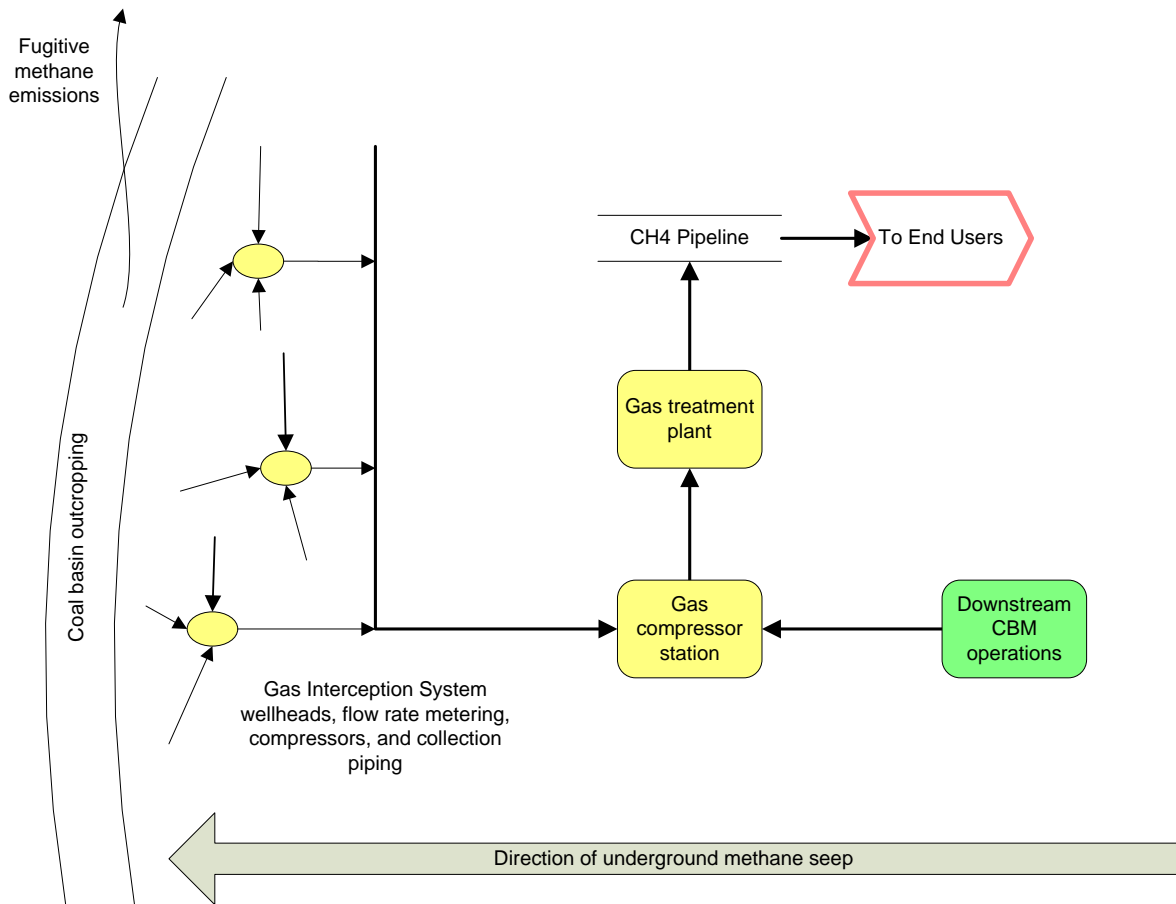 Fugitive
methane
emissions
CH4 Pipeline
To End Users
Gas treatment
plant
Coal basin outcropping
Gas
compressor
station
Downstream
CBM
operations
Gas Interception System
wellheads, flow rate metering,
compressors, and collection
piping
Direction of underground methane seep